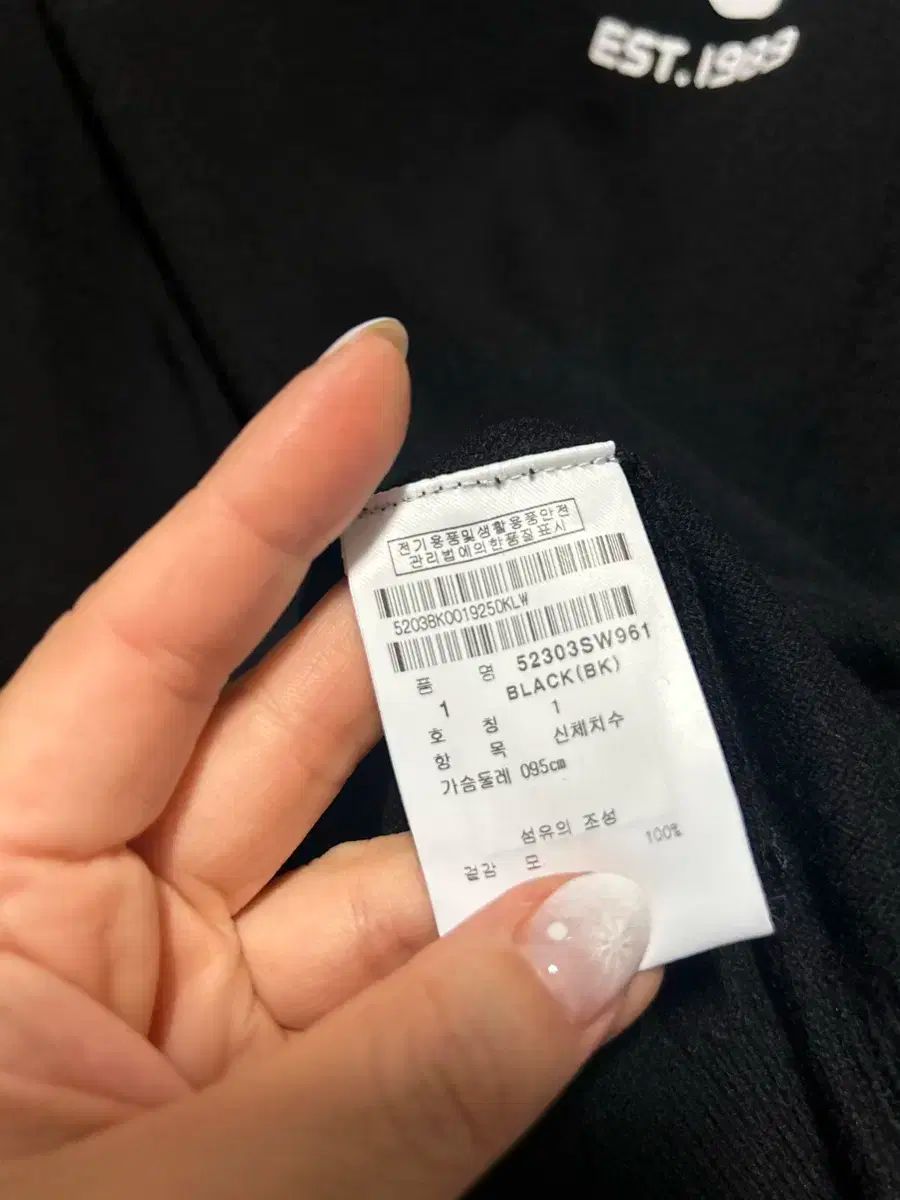 EST.1989
전기용품및생활용품안전
관리법에의한품질표시
5203BK0019250KLW
품 명 52303SW961
1 BLACK(BK)
호 칭 1
항 목 신체치수
가슴둘레 095cm
섬유의 조성
겉감 모 100%